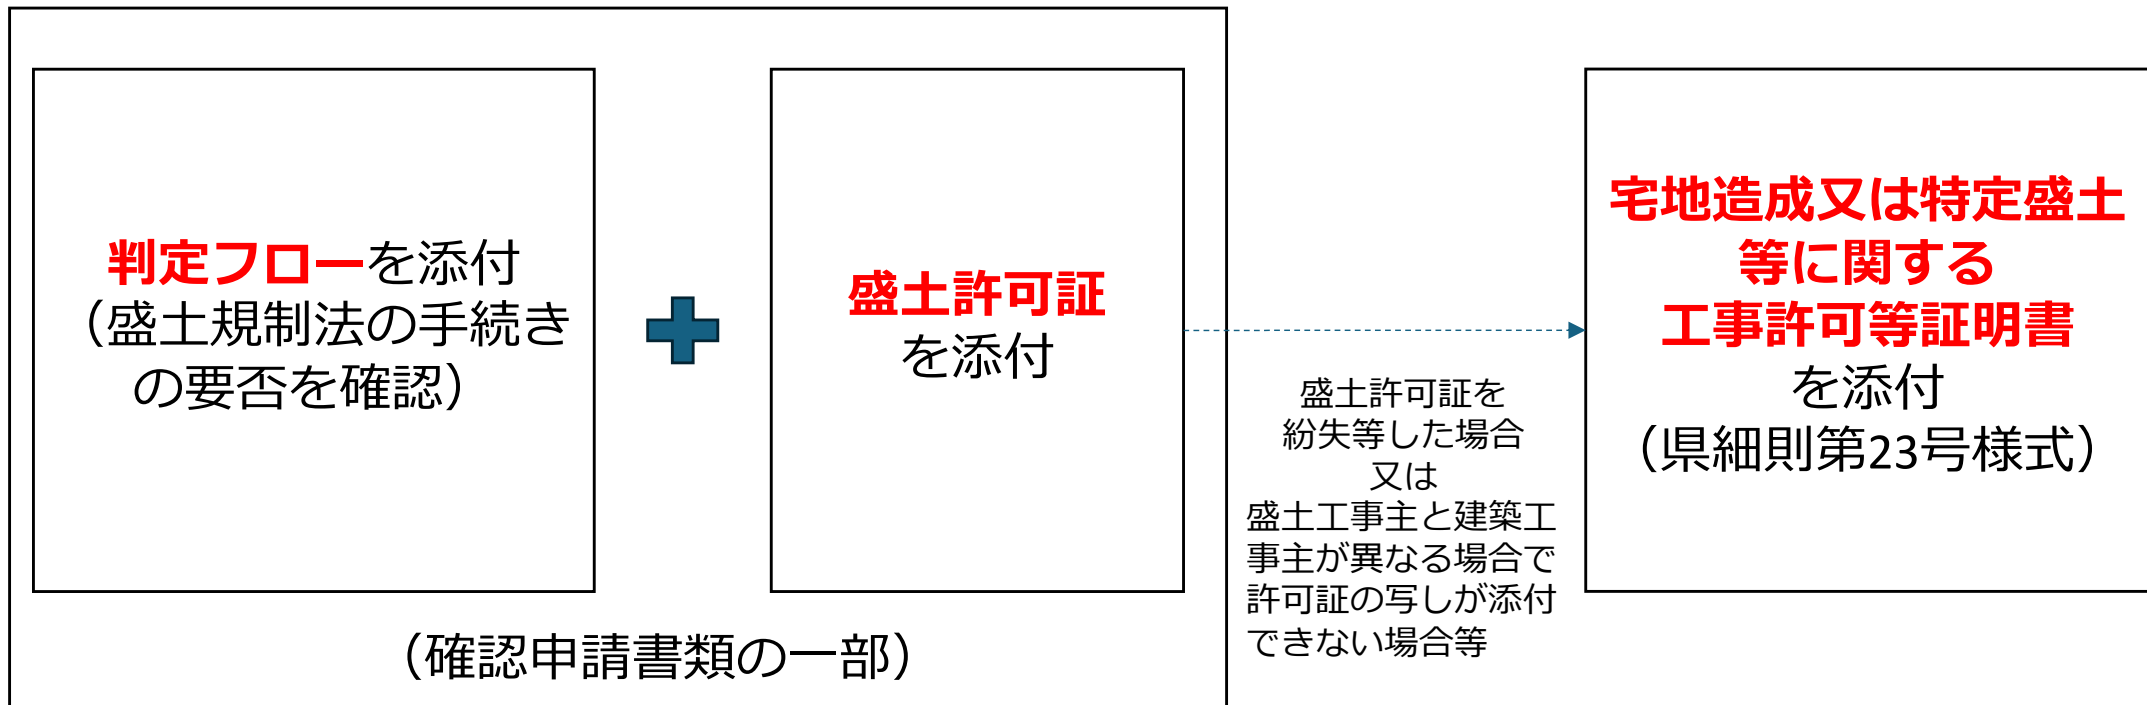 判定フローを添付
（盛土規制法の手続き
の要否を確認）
盛土許可証
を添付
（確認申請書類の一部）
盛土許可証を
紛失等した場合
又は
盛土工事主と建築工
事主が異なる場合で
許可証の写しが添付
できない場合等
宅地造成又は特定盛土
等に関する
工事許可等証明書
を添付
（県細則第23号様式）